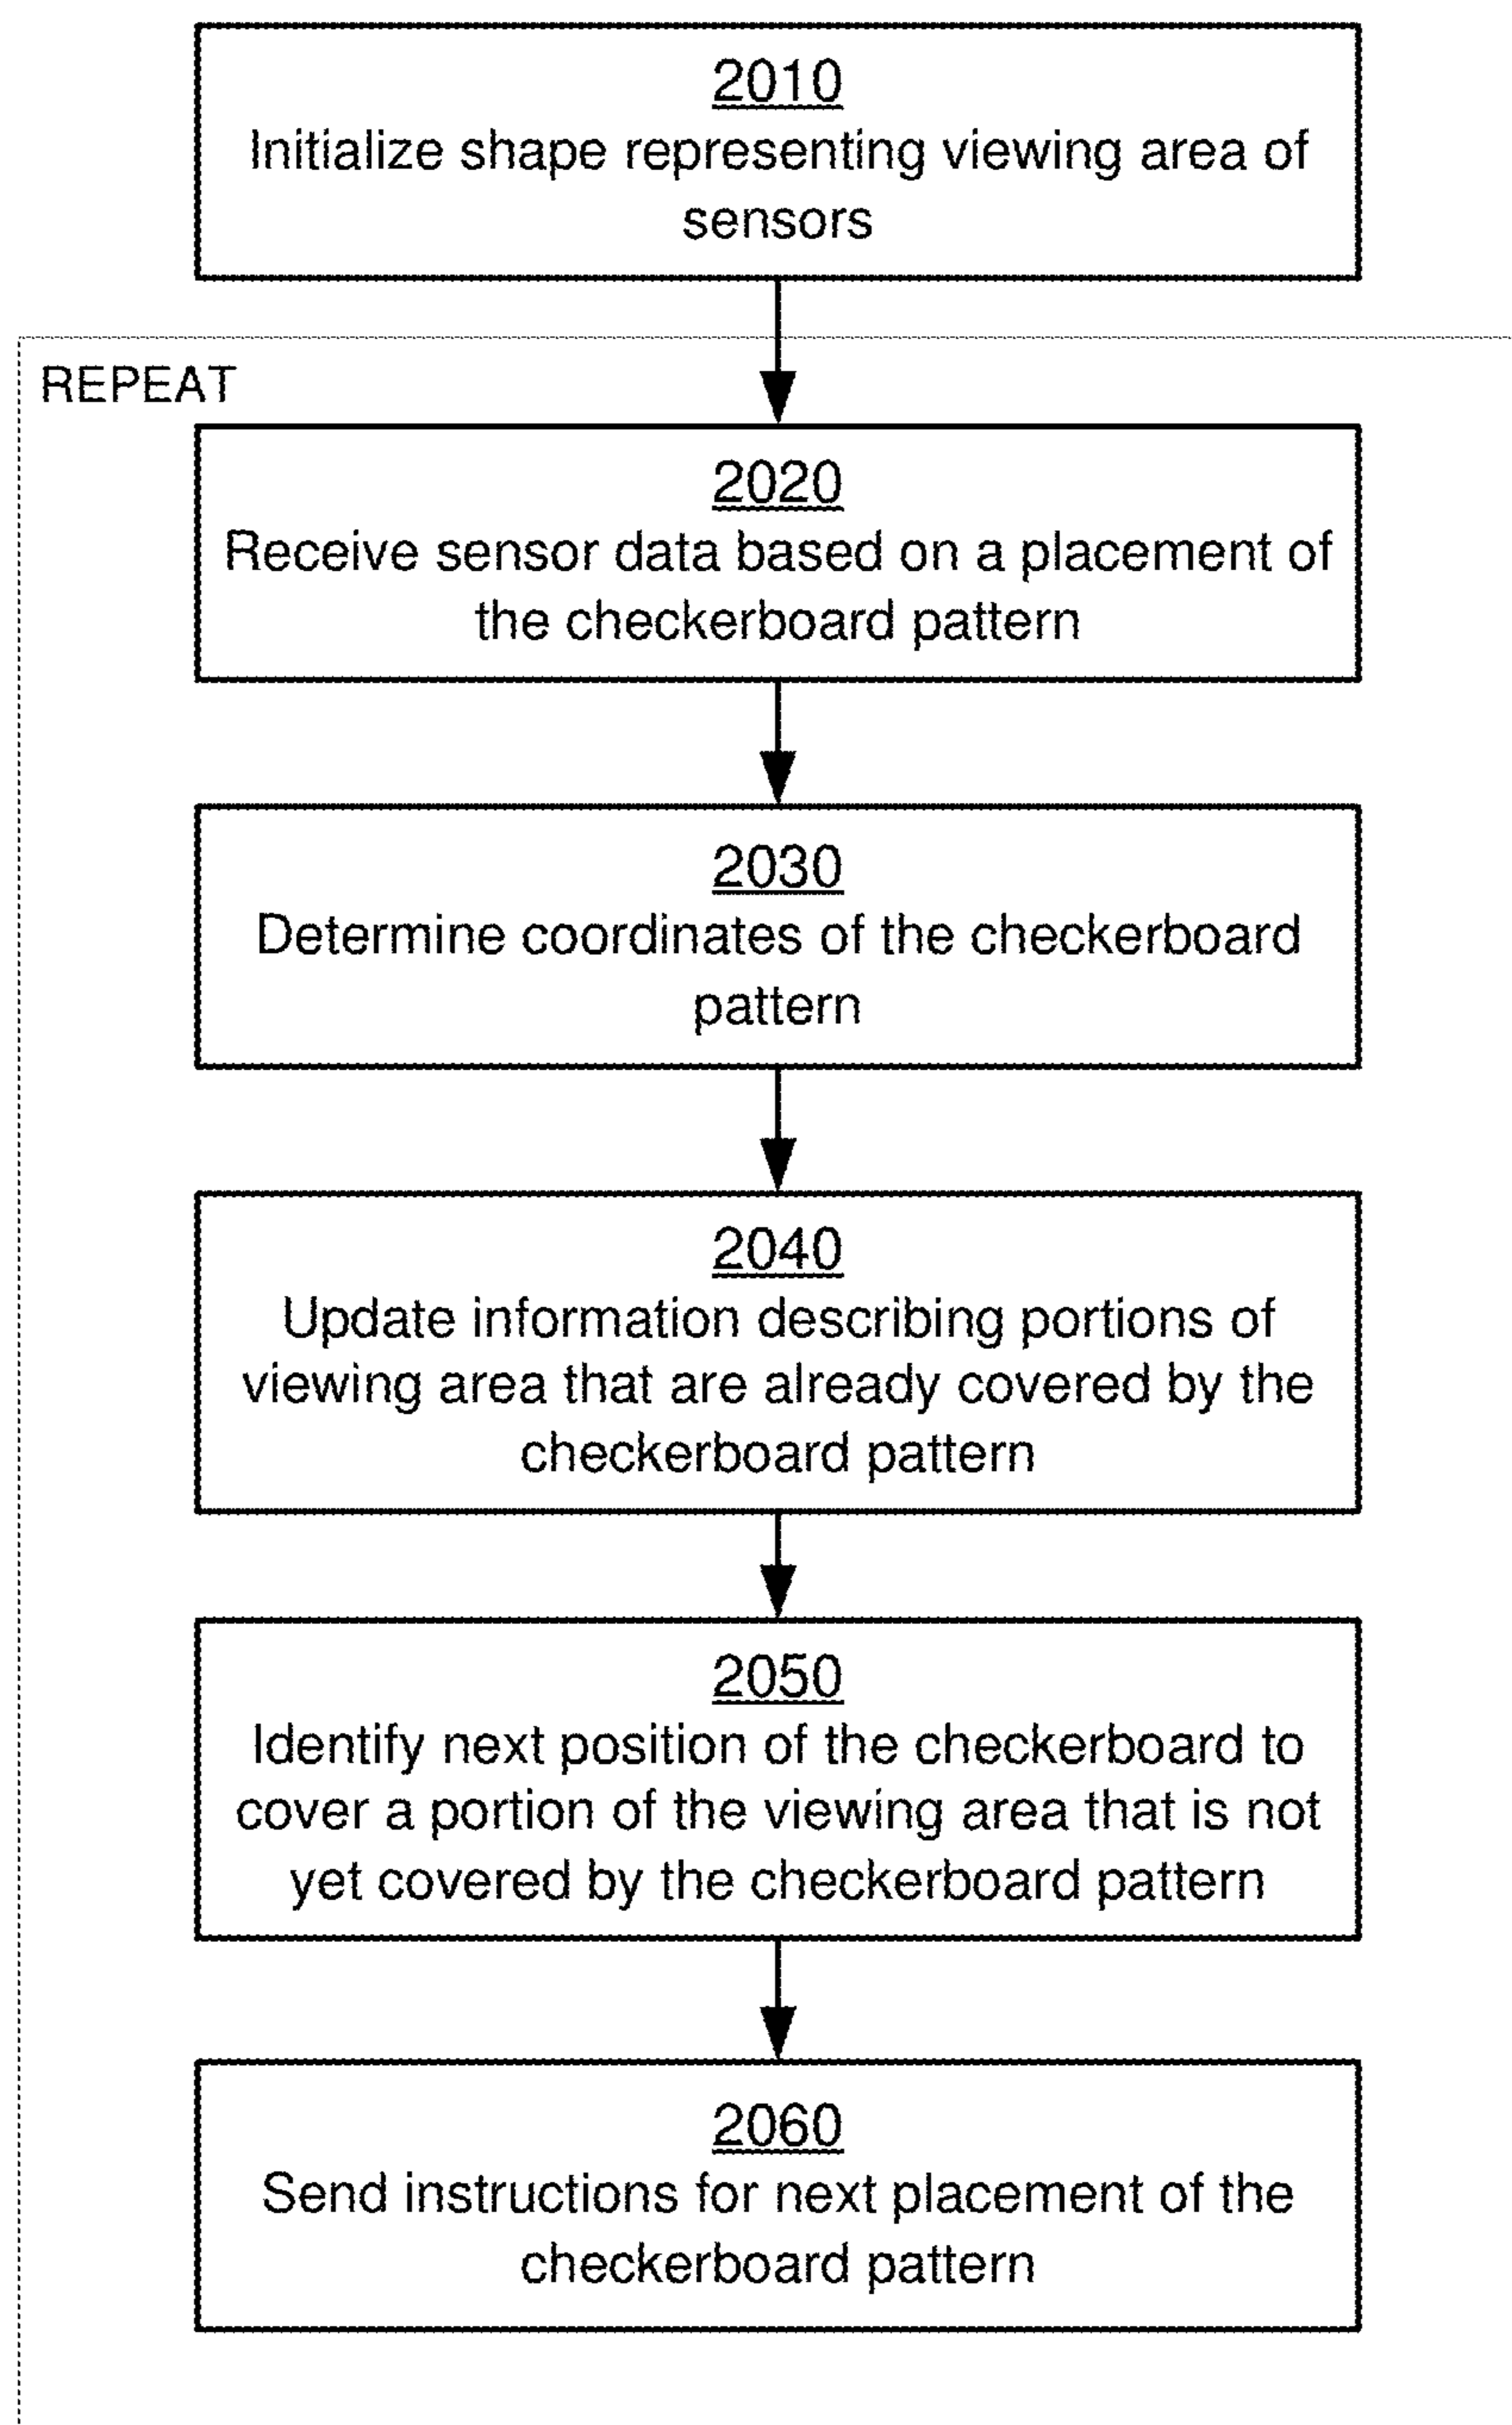 2010
Initialize shape representing viewing area of
sensors
REPEAT
2020
Receive sensor data based on a placement of
the checkerboard pattern
2030
Determine coordinates of the checkerboard
pattern
2040
Update information describing portions of
viewing area that are already covered by the
checkerboard pattern
2050
Identify next position of the checkerboard to
cover a portion of the viewing area that is not
yet covered by the checkerboard pattern
2060
Send instructions for next placement of the
checkerboard pattern